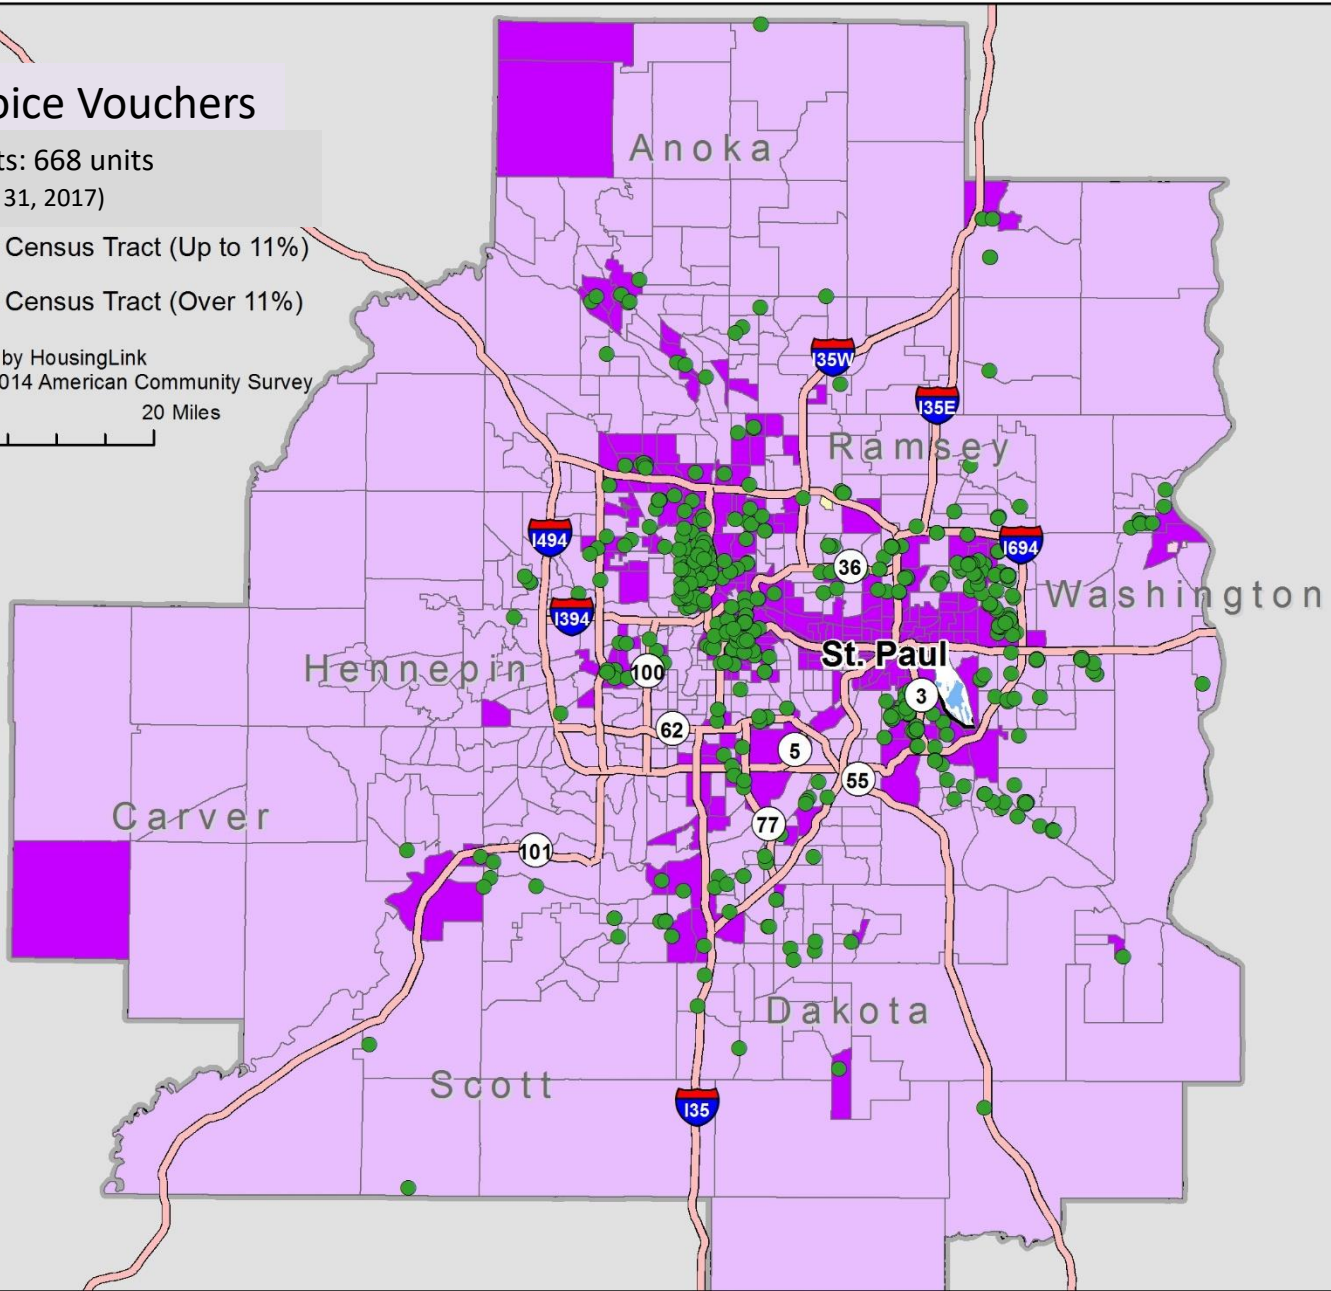 oice Vouchers
ts: 668 units
31, 2017)
Census Tract (Up to 11%)
Census Tract (Over 11%)
by HousingLink
014 American Community Survey
20 Miles
Anoka
I35W
I35E
Ramsey
I494
I694
36
Washington
I394
St. Paul
Hennepin
100
3
62
5
55
Carver
77
101
Dakota
Scott
I35